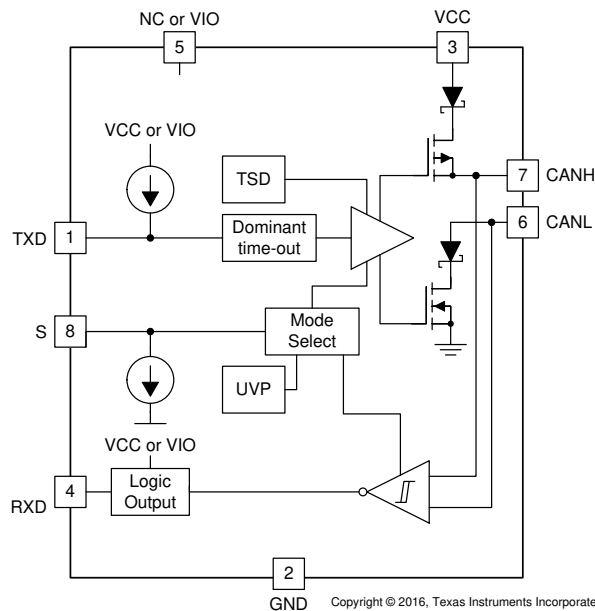 NC or VIO
VCC
5
3
VCC or VIO
TSD
7
CANH
6
CANL
TXD
1
Dominant
time-out
S
8
Mode
Select
UVP
VCC or VIO
RXD
4
Logic
Output
2
GND
Copyright © 2016, Texas Instruments Incorporate